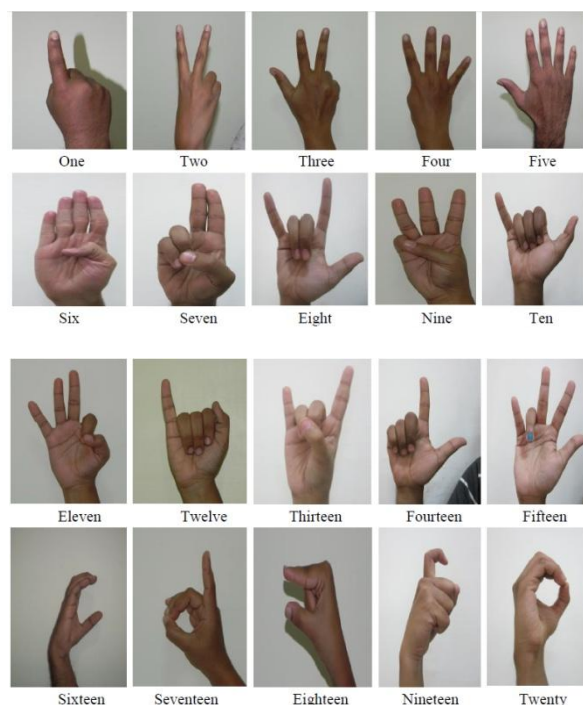 One Two Three Four Five
Six Seven Eight Nine Ten
Eleven Twelve Thirteen Fourteen Fifteen
Sixteen Seventeen Eighteen Nineteen Twenty